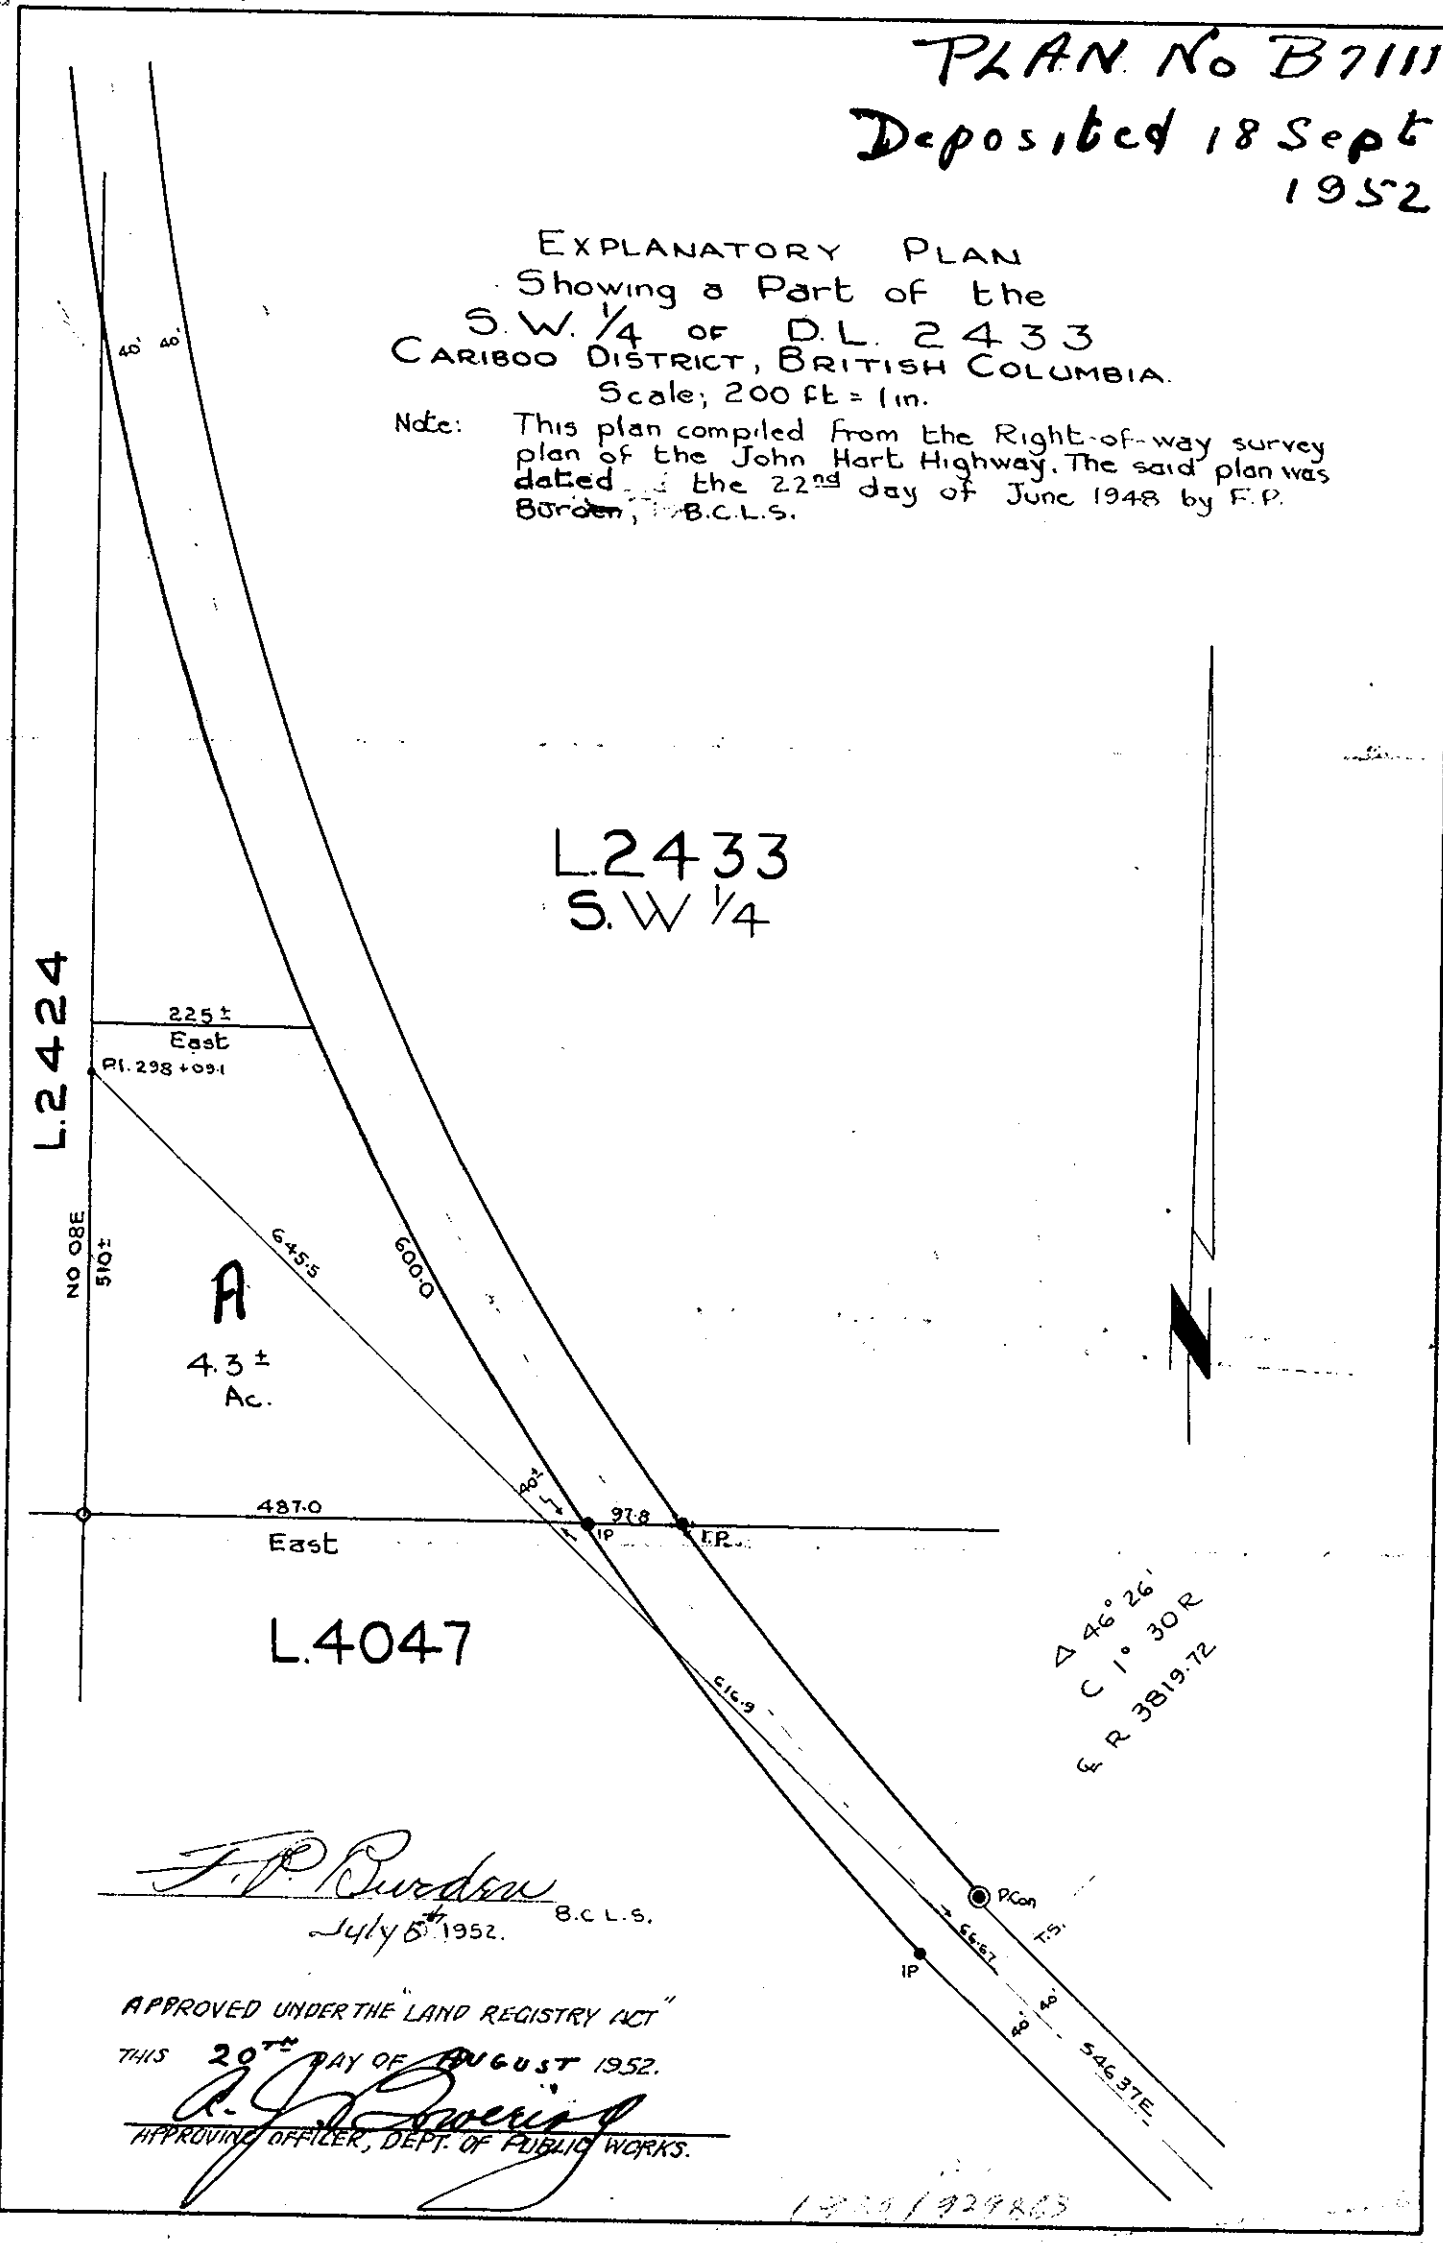 PLAN No B7111
Deposited 18 Sept
1952
EXPLANATORY PLAN
Showing a Part of the
S.W. 1/4 OF D.L. 2433
CARIBOO DISTRICT, BRITISH COLUMBIA.
Scale; 200 ft = 1 in.
Note: This plan compiled from the Right-of-way survey
plan of the John Hart Highway. The said plan was
dated the 22nd day of June 1948 by F.P.
Burden, B.C.L.S.
40' 40'
L.2433
S.W 1/4
L.2424
225±
East
P.I. 298+09.1
N0 08E
510±
645.5
600.0
A
4.3±
Ac.
40±
487.0
East
97.8
IP
I.P.
L.4047
Δ 46° 26'
C 1° 30 R
℄ R 3819.72
616.9
P.Con
T.S.
66.67
IP
40' 40'
S46 37E
F.P. Burden
B.C.L.S.
July 5th 1952.
APPROVED UNDER THE "LAND REGISTRY ACT"
THIS 20TH DAY OF AUGUST 1952.
APPROVING OFFICER, DEPT. OF PUBLIC WORKS.